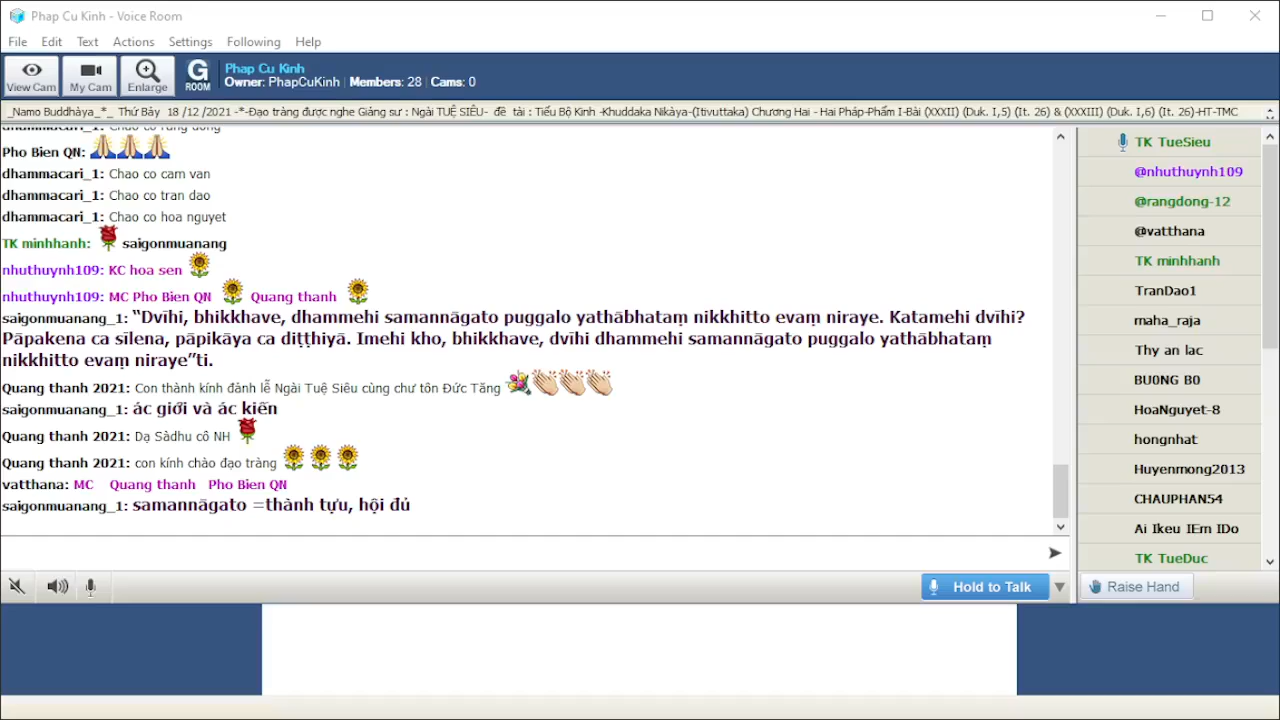 Phap Cu Kinh - Voice Room
File Edit Text Actions Settings Following Help
View Cam My Cam Enlarge G ROOM
Phap Cu Kinh
Owner: PhapCuKinh | Members: 28 | Cams: 0
_Namo Buddhàya_*_ Thứ Bảy 18 /12 /2021 -*-Đạo tràng được nghe Giảng sư : Ngài TUỆ SIÊU- đề tài : Tiểu Bộ Kinh -Khuddaka Nikàya-(Itivuttaka) Chương Hai - Hai Pháp-Phẩm I-Bài (XXXII) (Duk. I,5) (It. 26) & (XXXIII) (Duk. I,6) (It. 26)-HT-TMC
Pho Bien QN:
dhammacari_1: Chao co cam van
dhammacari_1: Chao co tran dao
dhammacari_1: Chao co hoa nguyet
TK minhhanh: saigonmuanang
nhuthuynh109: KC hoa sen
nhuthuynh109: MC Pho Bien QN Quang thanh
saigonmuanang_1: “Dvīhi, bhikkhave, dhammehi samannāgato puggalo yathābhataṃ nikkhitto evaṃ niraye. Katamehi dvīhi?
Pāpakena ca sīlena, pāpikāya ca diṭṭhiyā. Imehi kho, bhikkhave, dvīhi dhammehi samannāgato puggalo yathābhataṃ
nikkhitto evaṃ niraye”ti.
Quang thanh 2021: Con thành kính đảnh lễ Ngài Tuệ Siêu cùng chư tôn Đức Tăng
saigonmuanang_1: ác giới và ác kiến
Quang thanh 2021: Dạ Sàdhu cô NH
Quang thanh 2021: con kính chào đạo tràng
vatthana: MC Quang thanh Pho Bien QN
saigonmuanang_1: samannāgato =thành tựu, hội đủ
TK TueSieu
@nhuthuynh109
@rangdong-12
@vatthana
TK minhhanh
TranDao1
maha_raja
Thy an lac
BU0NG B0
HoaNguyet-8
hongnhat
Huyenmong2013
CHAUPHAN54
Ai Ikeu IEm IDo
TK TueDuc
Hold to Talk
Raise Hand